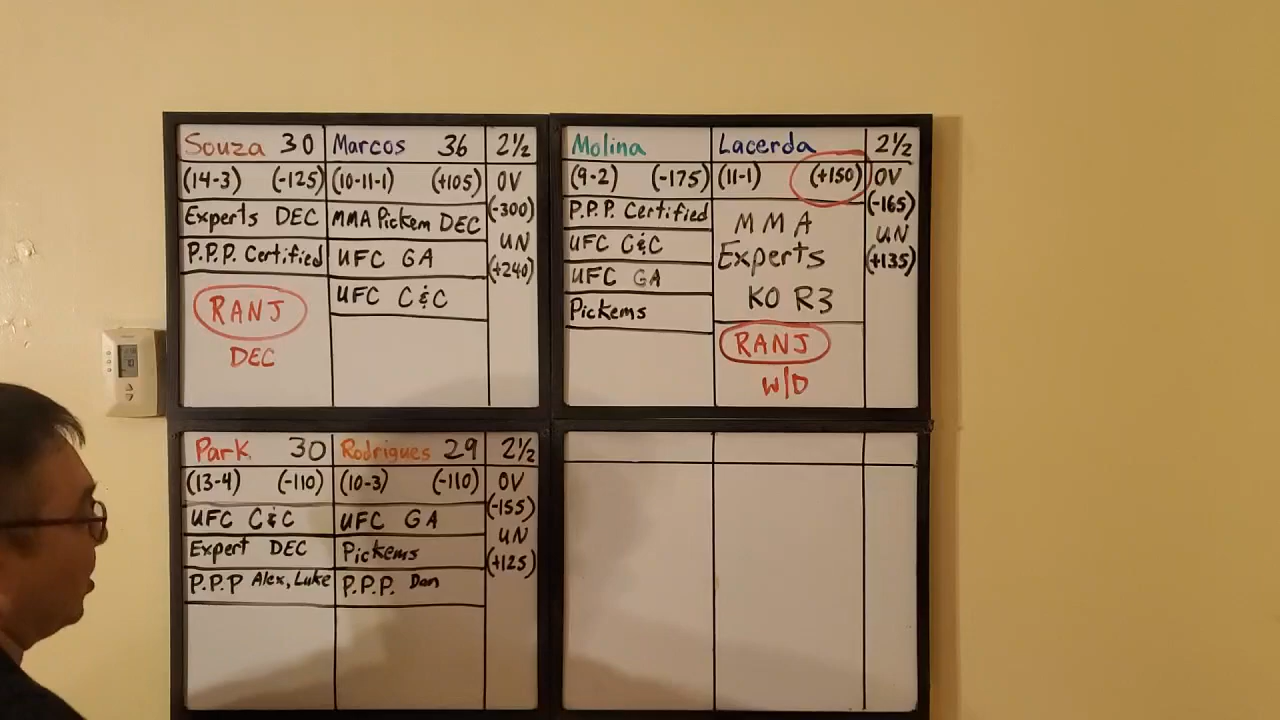 Souza 30 Marcos 36 2½
(14-3) (-125) (10-11-1) (+105) OV
(-300)
Experts DEC MMA Pickem DEC
UN
P.P.P. Certified UFC GA
(+240)
UFC C&C
RANJ
DEC
Molina Lacerda 2½
(9-2) (-175) (11-1) (+150) OV
(-165)
P.P.P. Certified
MMA
UN
UFC C&C
Experts
(+135)
UFC GA
KO R3
Pickems
RANJ
W/D
Park 30 Rodrigues 29 2½
(13-4) (-110) (10-3) (-110) OV
(-155)
UFC C&C UFC GA
UN
Expert DEC Pickems
(+125)
P.P.P Alex, Luke P.P.P. Dan